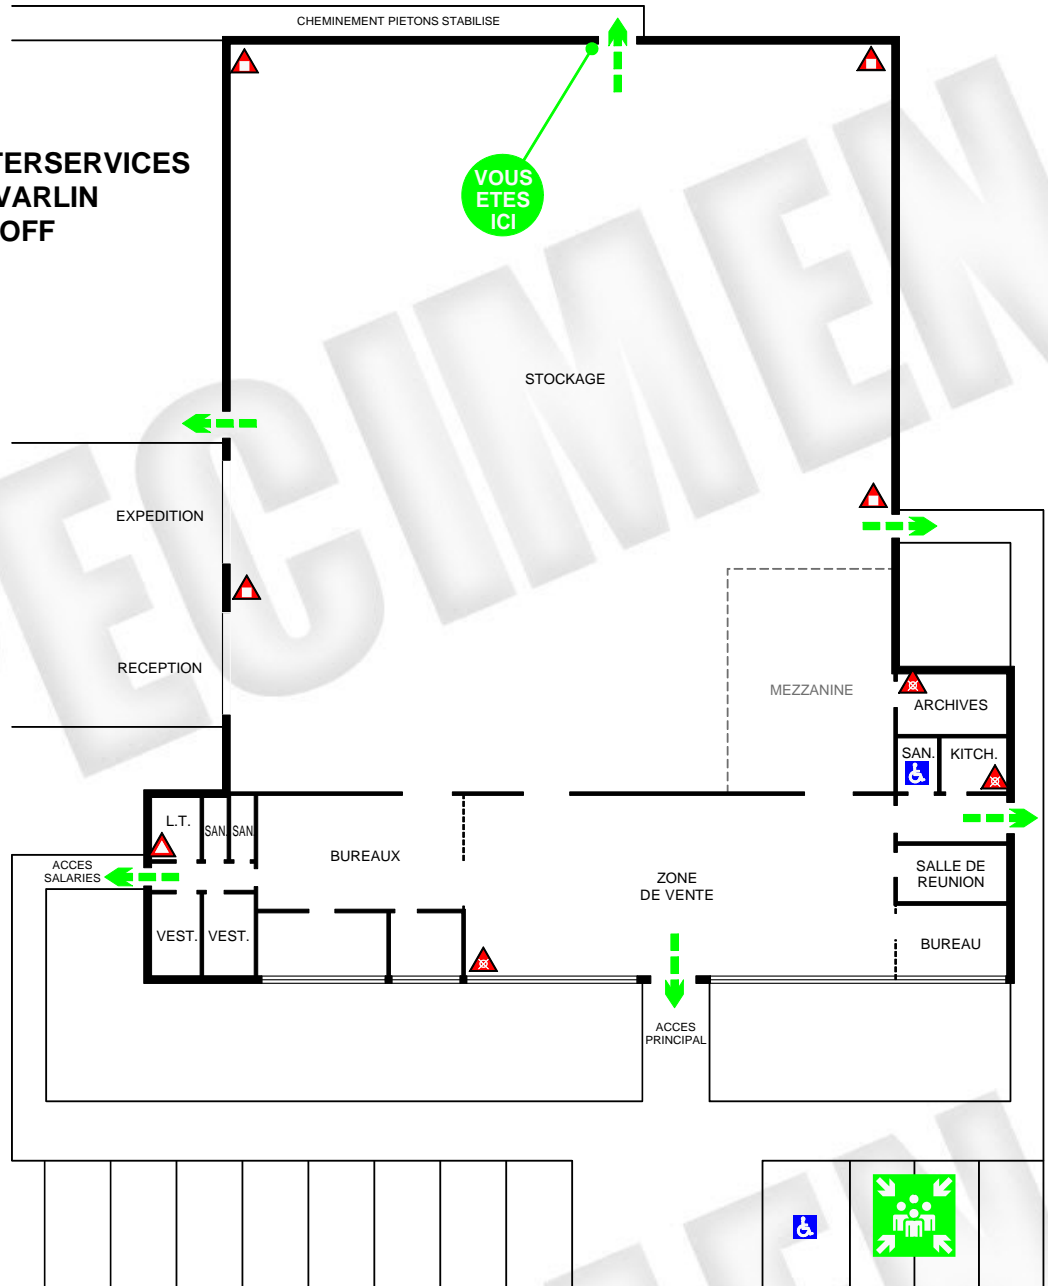 CHEMINEMENT PIETONS STABILISE
TERSERVICES
VARLIN
OFF
VOUS
ETES
ICI
STOCKAGE
EXPEDITION
RECEPTION
MEZZANINE
ARCHIVES
SAN.
KITCH.
L.T.
SAN.
SAN.
BUREAUX
ACCES
SALARIES
ZONE
DE VENTE
SALLE DE
REUNION
VEST.
VEST.
BUREAU
ACCES
PRINCIPAL
ECIMEN